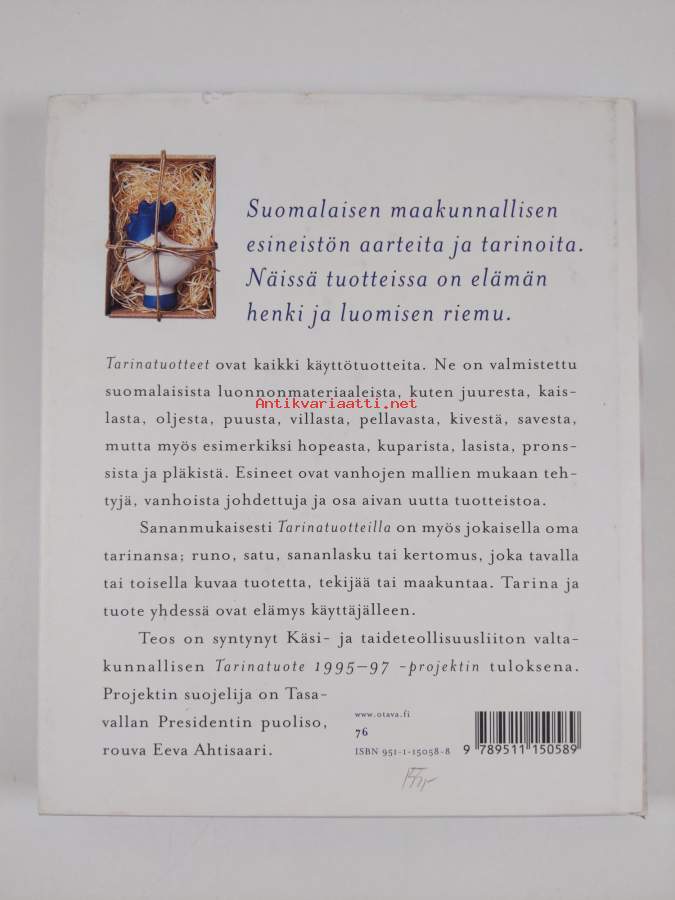 Suomalaisen maakunnallisen
esineistön aarteita ja tarinoita.
Näissä tuotteissa on elämän
henki ja luomisen riemu.
Tarinatuotteet ovat kaikki käyttötuotteita. Ne on valmistettu
suomalaisista luonnonmateriaaleista, kuten juuresta, kais-
Antikvariaatti.net
lasta, oljesta, puusta, villasta, pellavasta, kivestä, savesta,
mutta myös esimerkiksi hopeasta, kuparista, lasista, prons-
sista ja pläkistä. Esineet ovat vanhojen mallien mukaan teh-
tyjä, vanhoista johdettuja ja osa aivan uutta tuotteistoa.
Sananmukaisesti Tarinatuotteilla on myös jokaisella oma
tarinansa; runo, satu, sananlasku tai kertomus, joka tavalla
tai toisella kuvaa tuotetta, tekijää tai maakuntaa. Tarina ja
tuote yhdessä ovat elämys käyttäjälleen.
Teos on syntynyt Käsi- ja taideteollisuusliiton valta-
kunnallisen Tarinatuote 1995–97 -projektin tuloksena.
Projektin suojelija on Tasa-
vallan Presidentin puoliso,
rouva Eeva Ahtisaari.
www.otava.fi
76
ISBN 951-1-15058-8
9 789511 150589